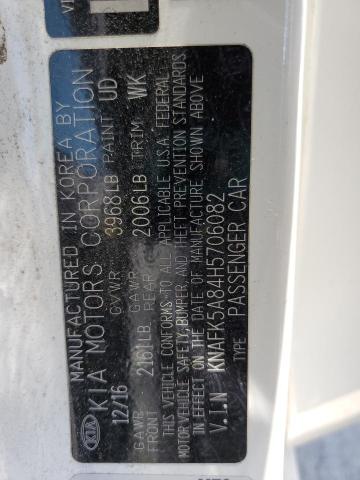 MANUFACTURED IN KOREA BY
KIA KIA MOTORS CORPORATION
12/16 GVWR 3968LB PAINT UD
GAWR FRONT 2161LB GAWR REAR 2006LB TRIM WK
THIS VEHICLE CONFORMS TO ALL APPLICABLE U.S.A. FEDERAL
MOTOR VEHICLE SAFETY, BUMPER, AND THEFT PREVENTION STANDARDS
IN EFFECT ON THE DATE OF MANUFACTURE SHOWN ABOVE
V.I.N KNAFK5A84H5706082
TYPE PASSENGER CAR